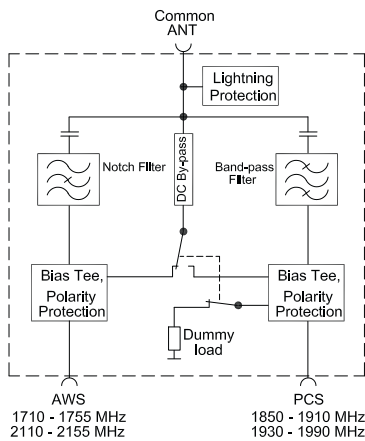 Common
ANT
Lightning
Protection
Notch Filter
DC By-pass
Band-pass
Filter
Bias Tee,
Polarity
Protection
Bias Tee,
Polarity
Protection
Dummy
load
AWS
1710 - 1755 MHz
2110 - 2155 MHz
PCS
1850 - 1910 MHz
1930 - 1990 MHz